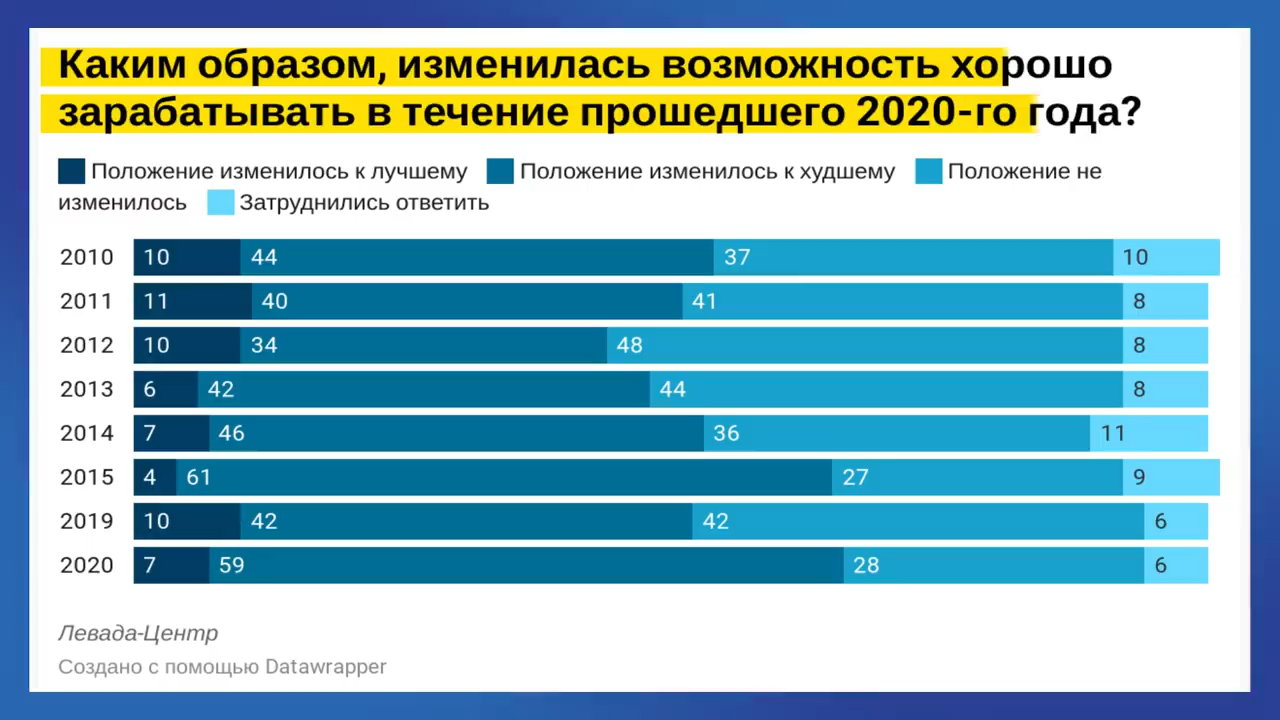 Каким образом, изменилась возможность хорошо
зарабатывать в течение прошедшего 2020-го года?
Положение изменилось к лучшему Положение изменилось к худшему Положение не
изменилось Затруднились ответить
2010 10 44 37 10
2011 11 40 41 8
2012 10 34 48 8
2013 6 42 44 8
2014 7 46 36 11
2015 4 61 27 9
2019 10 42 42 6
2020 7 59 28 6
Левада-Центр
Создано с помощью Datawrapper